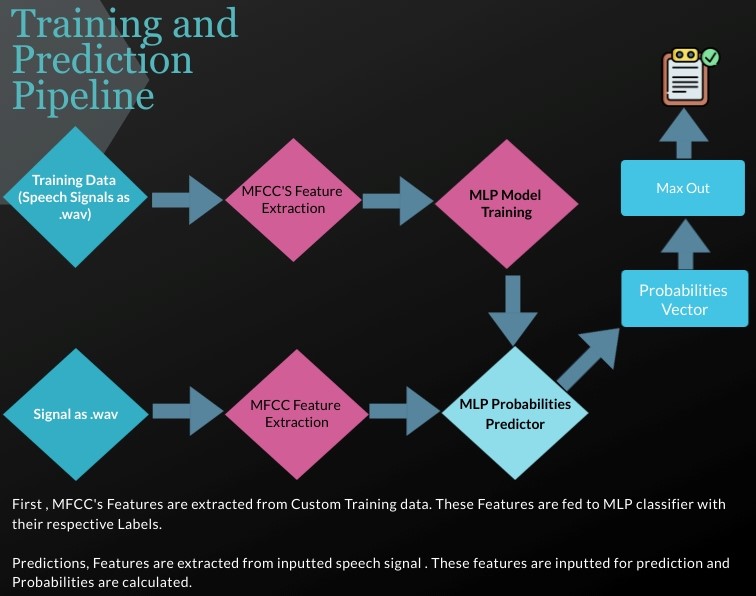 Training and
Prediction
Pipeline
Training Data
(Speech Signals as
.wav)
MFCC'S Feature
Extraction
MLP Model
Training
Max Out
Probabilities
Vector
Signal as .wav
MFCC Feature
Extraction
MLP Probabilities
Predictor
First , MFCC's Features are extracted from Custom Training data. These Features are fed to MLP classifier with
their respective Labels.
Predictions, Features are extracted from inputted speech signal . These features are inputted for prediction and
Probabilities are calculated.